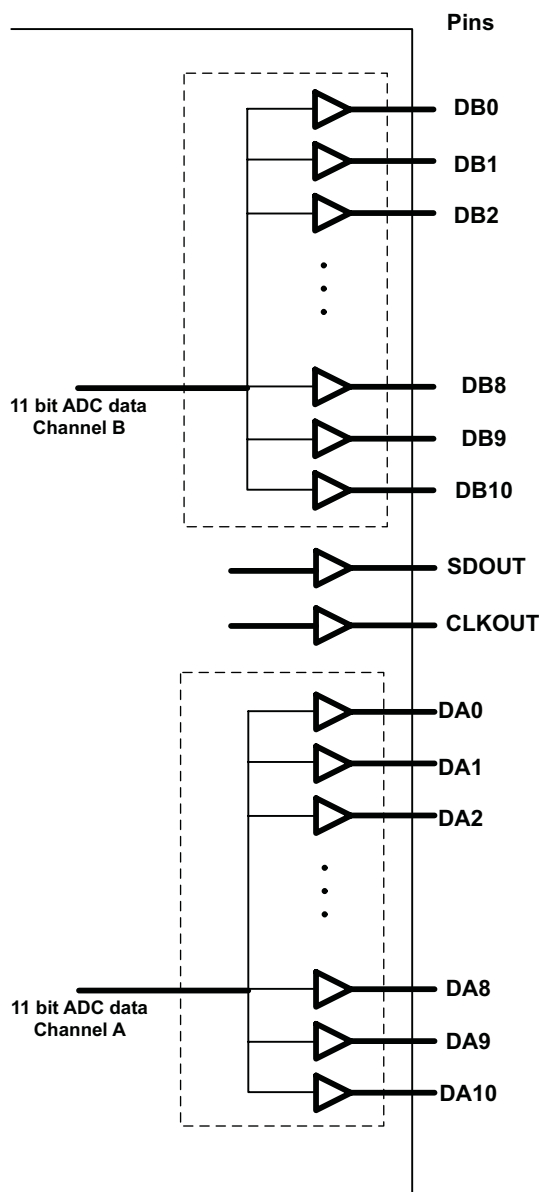 Pins
DB0
DB1
DB2
DB8
11 bit ADC data
Channel B
DB9
DB10
SDOUT
CLKOUT
DA0
DA1
DA2
DA8
11 bit ADC data
Channel A
DA9
DA10